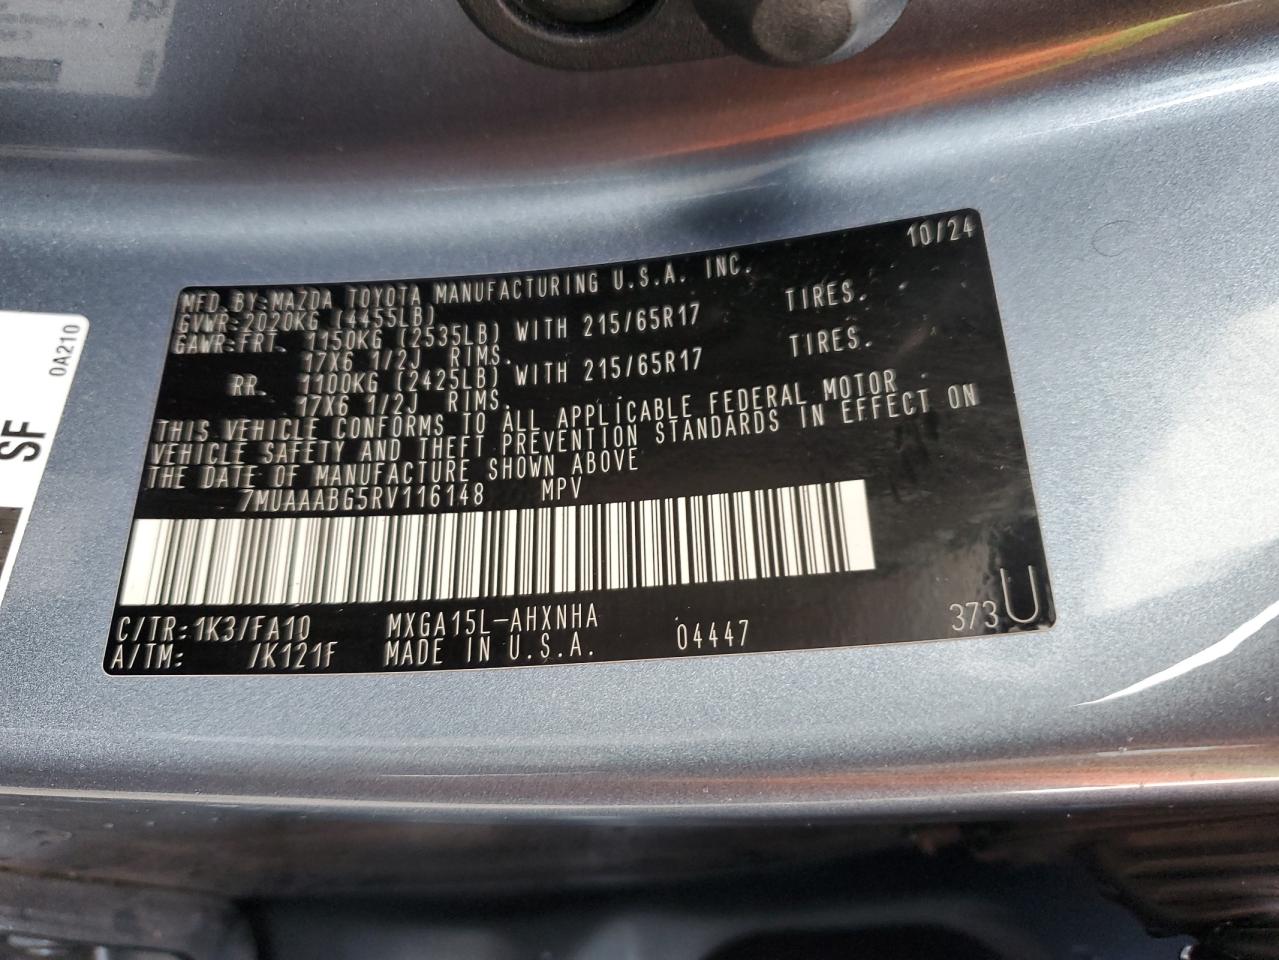 10/24
MFD. BY: MAZDA TOYOTA MANUFACTURING U.S.A. INC.
GVWR: 2020KG (4455LB)
GAWR: FRT. 1150KG (2535LB) WITH 215/65R17 TIRES.
17X6 1/2J RIMS.
RR. 1100KG (2425LB) WITH 215/65R17 TIRES.
17X6 1/2J RIMS.
THIS VEHICLE CONFORMS TO ALL APPLICABLE FEDERAL MOTOR
VEHICLE SAFETY AND THEFT PREVENTION STANDARDS IN EFFECT ON
THE DATE OF MANUFACTURE SHOWN ABOVE
7MUAAABG5RV116148 MPV
C/TR: 1K3/FA10 MXGA15L-AHXNHA
A/TM: /K121F MADE IN U.S.A. 04447 373 U
0A210
SF